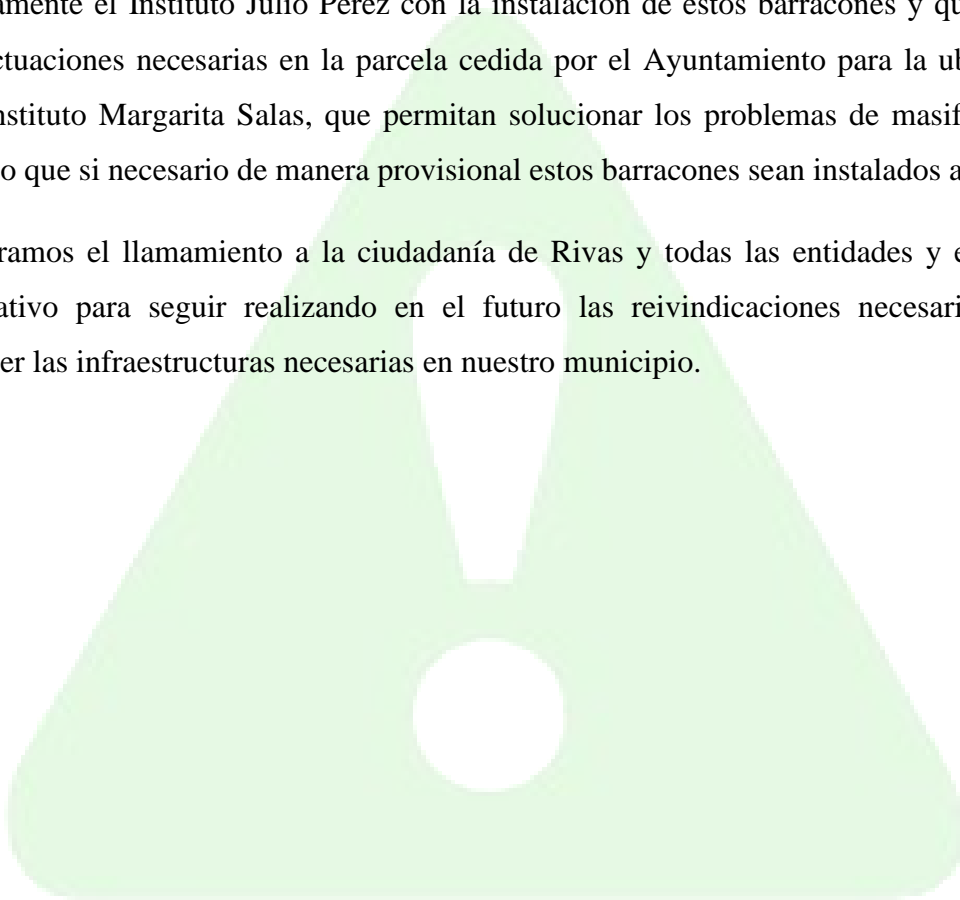 amente el Instituto Julio Pérez con la instalación de estos barracones y qu
ctuaciones necesarias en la parcela cedida por el Ayuntamiento para la ub
nstituto Margarita Salas, que permitan solucionar los problemas de masif
o que si necesario de manera provisional estos barracones sean instalados a
ramos el llamamiento a la ciudadanía de Rivas y todas las entidades y e
ativo para seguir realizando en el futuro las reivindicaciones necesari
er las infraestructuras necesarias en nuestro municipio.